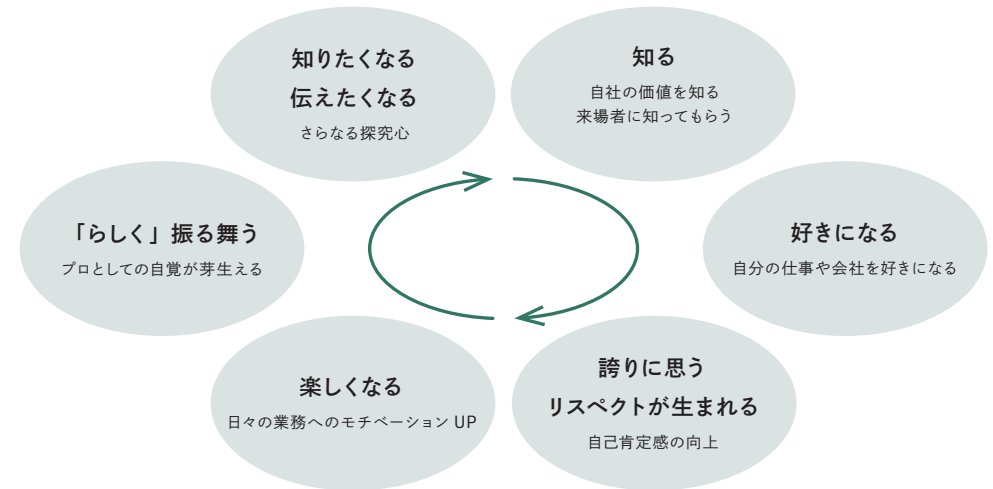 知りたくなる
伝えたくなる
さらなる探究心
知る
自社の価値を知る
来場者に知ってもらう
好きになる
自分の仕事や会社を好きになる
誇りに思う
リスペクトが生まれる
自己肯定感の向上
楽しくなる
日々の業務へのモチベーション UP
「らしく」振る舞う
プロとしての自覚が芽生える